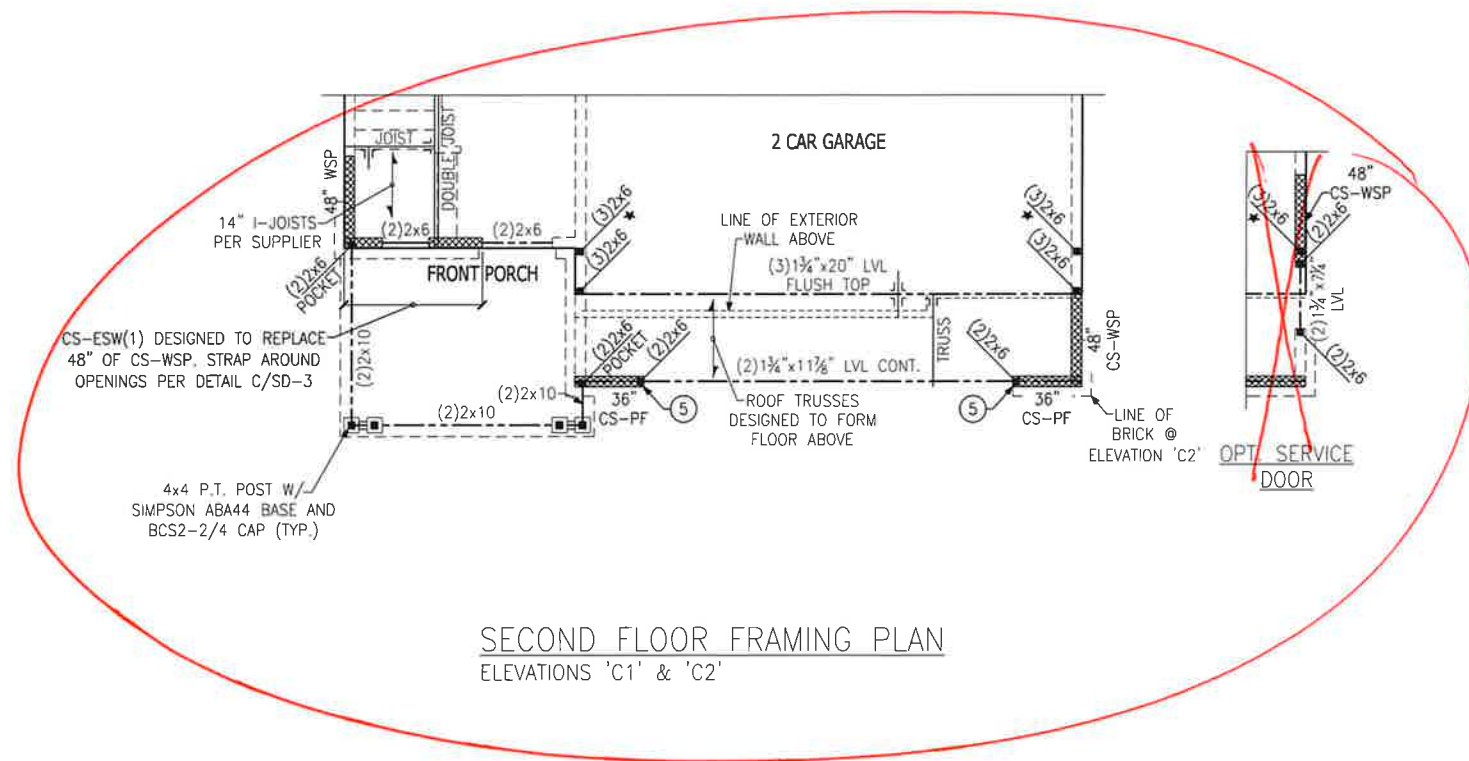 JOIST
DOUBLE JOIST
48" WSP
14" I-JOISTS
PER SUPPLIER
(2)2x6
(2)2x6
(2)2x6
POCKET
FRONT PORCH
CS-ESW(1) DESIGNED TO REPLACE
48" OF CS-WSP. STRAP AROUND
OPENINGS PER DETAIL C/SD-3
(2)2x10
(2)2x10
(2)2x10
4x4 P.T. POST W/
SIMPSON ABA44 BASE AND
BCS2-2/4 CAP (TYP.)
2 CAR GARAGE
(3)2x6
★
(3)2x6
LINE OF EXTERIOR
WALL ABOVE
(3)1¾"x20" LVL
FLUSH TOP
★
(3)2x6
(3)2x6
(2)2x6
POCKET
(2)2x6
(2)1¾"x11⅞" LVL CONT.
TRUSS
(2)2x6
48"
CS-WSP
36"
CS-PF
5
ROOF TRUSSES
DESIGNED TO FORM
FLOOR ABOVE
5
36"
CS-PF
LINE OF
BRICK @
ELEVATION 'C2'
48"
CS-WSP
(3)2x6
★
(2)2x6
(2)1¾"x7¼"
LVL
(2)2x6
OPT. SERVICE
DOOR
SECOND FLOOR FRAMING PLAN
ELEVATIONS 'C1' & 'C2'